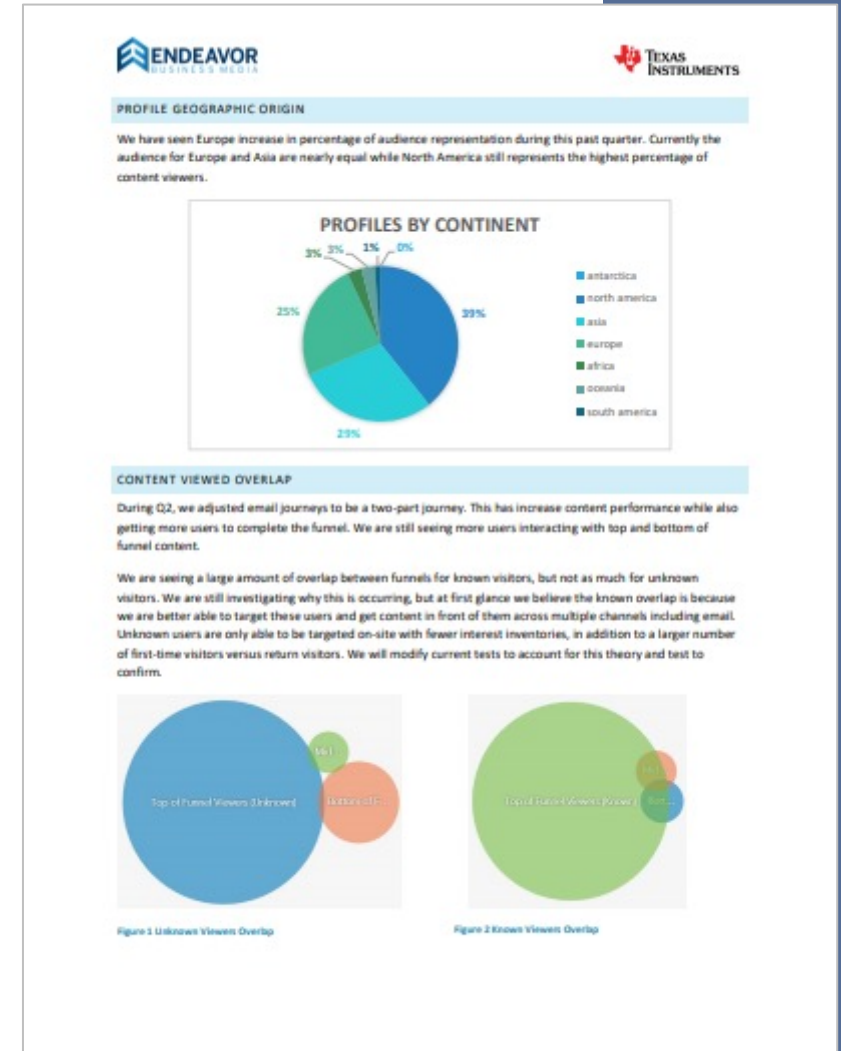 ENDEAVOR
BUSINESS MEDIA
TEXAS
INSTRUMENTS
PROFILE GEOGRAPHIC ORIGIN
We have seen Europe increase in percentage of audience representation during this past quarter. Currently the
audience for Europe and Asia are nearly equal while North America still represents the highest percentage of
content viewers.
PROFILES BY CONTINENT
3% 3% 1% 0%
25%
39%
29%
antarctica
north america
asia
europe
africa
oceania
south america
CONTENT VIEWED OVERLAP
During Q2, we adjusted email journeys to be a two-part journey. This has increase content performance while also
getting more users to complete the funnel. We are still seeing more users interacting with top and bottom of
funnel content.
We are seeing a large amount of overlap between funnels for known visitors, but not as much for unknown
visitors. We are still investigating why this is occurring, but at first glance we believe the known overlap is because
we are better able to target these users and get content in front of them across multiple channels including email.
Unknown users are only able to be targeted on-site with fewer interest inventories, in addition to a larger number
of first-time visitors versus return visitors. We will modify current tests to account for this theory and test to
confirm.
Top of Funnel Viewers (Unknown)
Bottom of F...
Top of Funnel Viewers (Known)
Figure 1 Unknown Viewers Overlap
Figure 2 Known Viewers Overlap